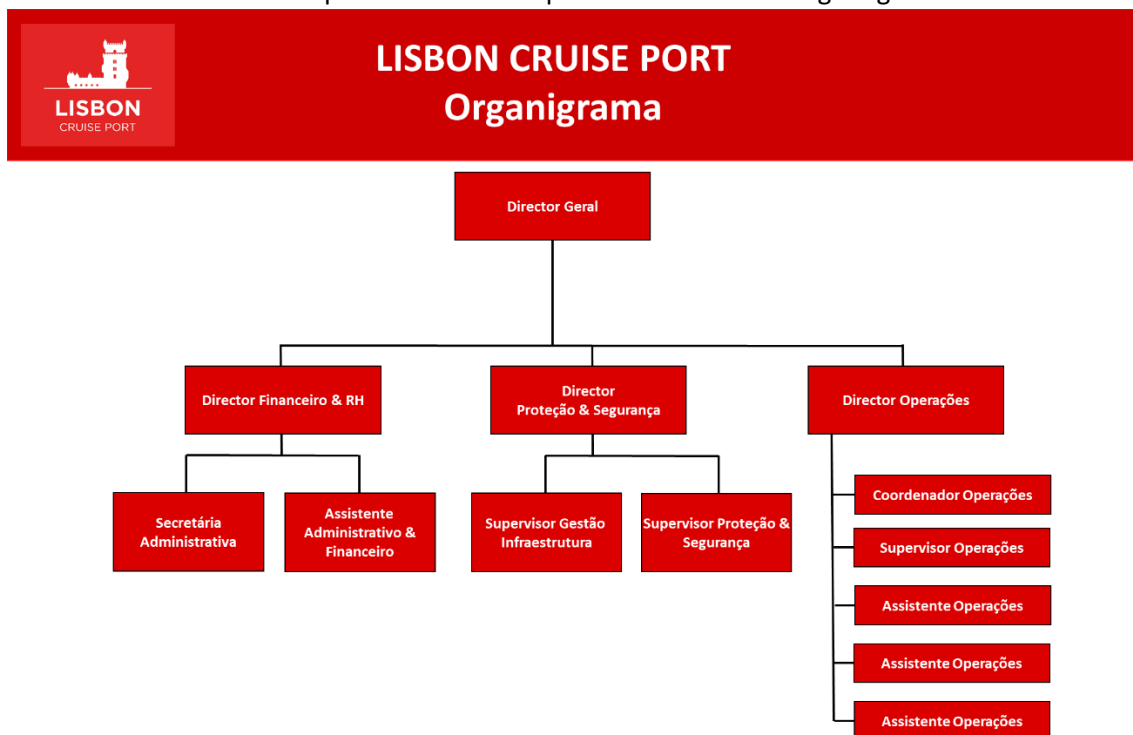 LISBON
CRUISE PORT
LISBON CRUISE PORT
Organigrama
Director Geral
Director Financeiro & RH
Director
Proteção & Segurança
Director Operações
Secretária
Administrativa
Assistente
Administrativo &
Financeiro
Supervisor Gestão
Infraestrutura
Supervisor Proteção &
Segurança
Coordenador Operações
Supervisor Operações
Assistente Operações
Assistente Operações
Assistente Operações